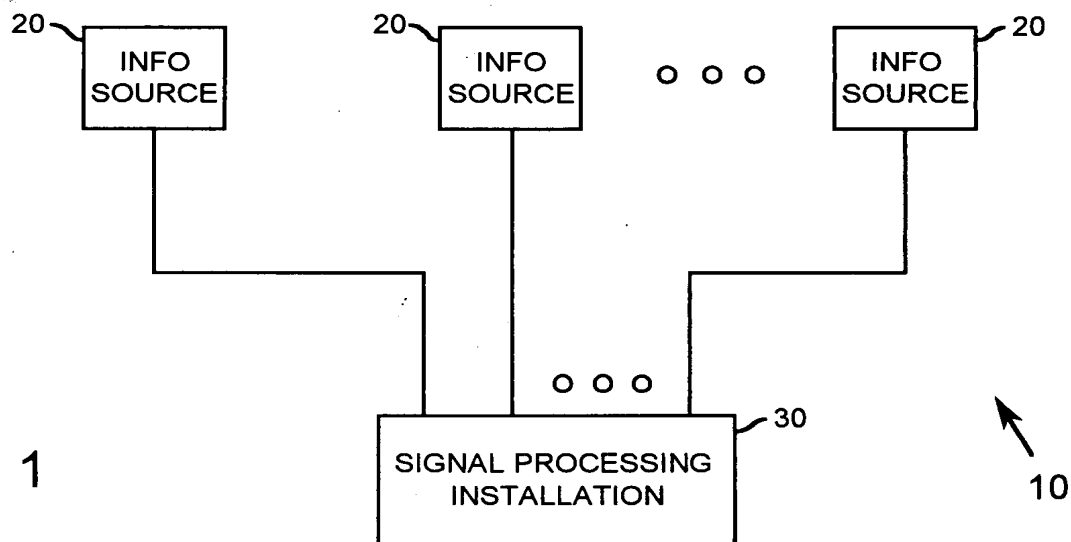 20
INFO
SOURCE
20
INFO
SOURCE
20
INFO
SOURCE
30
SIGNAL PROCESSING
INSTALLATION
1
10